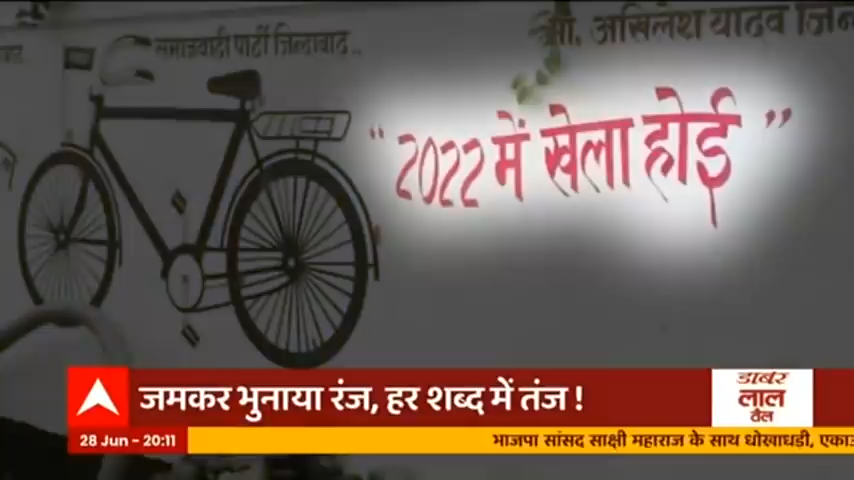 समाजवादी पार्टी जिन्दाबाद..
मा. अखिलेश यादव जिन
"2022 में खेला होई"
जमकर भुनाया रंज, हर शब्द में तंज !
डाबर
लाल
तैल
28 Jun - 20:11
भाजपा सांसद साक्षी महाराज के साथ धोखाधड़ी, एकाउ